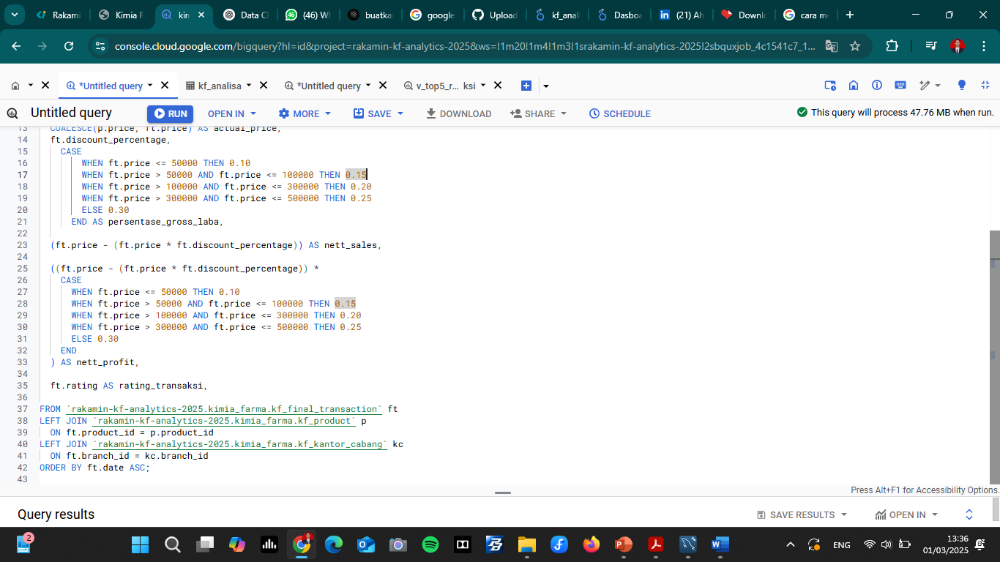 Rakami
Kimia F
kin
Data Cl
(46) W
buatka
google
Upload
kf_anal
Dasboa
(21) Ah
Downl
cara m
console.cloud.google.com/bigquery?hl=id&project=rakamin-kf-analytics-2025&ws=!1m20!1m4!1m3!1srakamin-kf-analytics-2025!2sbquxjob_4c1541c7_1...
*Untitled query
kf_analisa
*Untitled query
v_top5_r... ksi
Untitled query
RUN
OPEN IN
MORE
SAVE
DOWNLOAD
SHARE
SCHEDULE
This query will process 47.76 MB when run.
13 COALESCE(p.price, ft.price) AS actual_price,
14 ft.discount_percentage,
15 CASE
16 WHEN ft.price <= 50000 THEN 0.10
17 WHEN ft.price > 50000 AND ft.price <= 100000 THEN 0.15
18 WHEN ft.price > 100000 AND ft.price <= 300000 THEN 0.20
19 WHEN ft.price > 300000 AND ft.price <= 500000 THEN 0.25
20 ELSE 0.30
21 END AS persentase_gross_laba,
22
23 (ft.price - (ft.price * ft.discount_percentage)) AS nett_sales,
24
25 ((ft.price - (ft.price * ft.discount_percentage)) *
26 CASE
27 WHEN ft.price <= 50000 THEN 0.10
28 WHEN ft.price > 50000 AND ft.price <= 100000 THEN 0.15
29 WHEN ft.price > 100000 AND ft.price <= 300000 THEN 0.20
30 WHEN ft.price > 300000 AND ft.price <= 500000 THEN 0.25
31 ELSE 0.30
32 END
33 ) AS nett_profit,
34
35 ft.rating AS rating_transaksi,
36
37 FROM `rakamin-kf-analytics-2025.kimia_farma.kf_final_transaction` ft
38 LEFT JOIN `rakamin-kf-analytics-2025.kimia_farma.kf_product` p
39 ON ft.product_id = p.product_id
40 LEFT JOIN `rakamin-kf-analytics-2025.kimia_farma.kf_kantor_cabang` kc
41 ON ft.branch_id = kc.branch_id
42 ORDER BY ft.date ASC;
43
Press Alt+F1 for Accessibility Options.
Query results
SAVE RESULTS
OPEN IN
2
ENG
13:36
01/03/2025